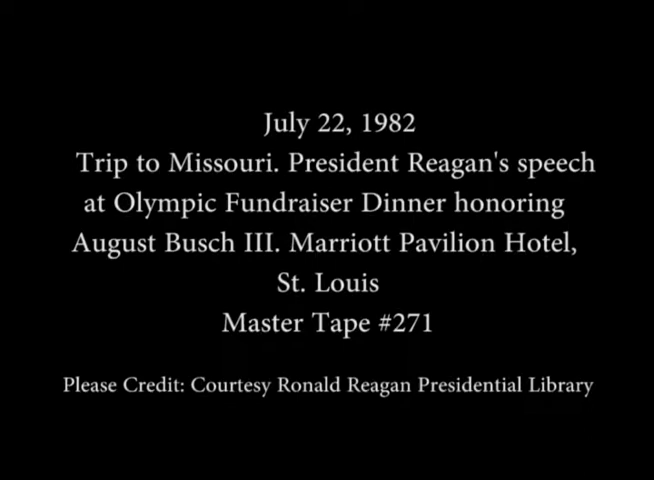 July 22, 1982
Trip to Missouri. President Reagan's speech
at Olympic Fundraiser Dinner honoring
August Busch III. Marriott Pavilion Hotel,
St. Louis
Master Tape #271
Please Credit: Courtesy Ronald Reagan Presidential Library